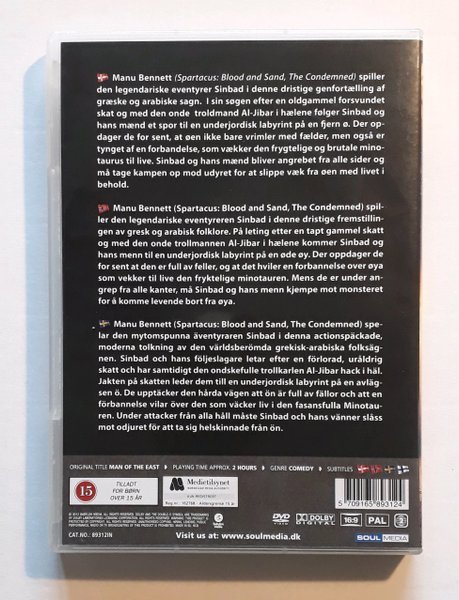 Manu Bennett (Spartacus: Blood and Sand, The Condemned) spiller
den legendariske eventyrer Sinbad i denne dristige genfortælling af
græske og arabiske sagn. I sin søgen efter en oldgammel forsvundet
skat og med den onde troldmand Al-Jibar i hælene følger Sinbad og
hans mænd et spor til en underjordisk labyrint på en fjern ø. Der op-
dager de for sent, at øen ikke bare vrimler med fælder, men også er
tynget af en forbandelse, som vækker den frygtelige og brutale mino-
taurus til live. Sinbad og hans mænd bliver angrebet fra alle sider og
må tage kampen op mod udyret for at slippe væk fra øen med livet i
behold.
Manu Bennett (Spartacus: Blood and Sand, The Condemned) spil-
ler den legendariske eventyreren Sinbad i denne dristige fremstillin-
gen av gresk og arabisk folklore. På leting etter en tapt gammel skatt
og med den onde trollmannen Al-Jibar i hælene kommer Sinbad og
hans menn til en underjordisk labyrint på en øde øy. Der oppdager de
for sent at den er full av feller, og at det hviler en forbannelse over øya
som vekker til live den fryktelige minotauren. Mens de er under an-
grep fra alle kanter, må Sinbad og hans menn kjempe mot monsteret
for å komme levende bort fra øya.
Manu Bennett (Spartacus: Blood and Sand, The Condemned) spe-
lar den mytomspunna äventyraren Sinbad i denna actionspäckade,
moderna tolkning av den världsberömda grekisk-arabiska folksäg-
nen. Sinbad och hans följeslagare letar efter en förlorad, uråldrig
skatt och har samtidigt den ondskefulle trollkarlen Al-Jibar hack i häl.
Jakten på skatten leder dem till en underjordisk labyrint på en avläg-
sen ö. De upptäcker den hårda vägen att ön är full av fällor och att en
förbannelse vilar över den som väcker liv i den fasansfulla Minotau-
ren. Under attacker från alla håll måste Sinbad och hans vänner slåss
mot odjuret för att ta sig helskinnade från ön.
ORIGINAL TITLE MAN OF THE EAST ▸ PLAYING TIME APPROX. 2 HOURS ▸ GENRE COMEDY ▸ SUBTITLES
15
TILLADT
FOR BØRN
OVER 15 ÅR
Medietilsynet
DVD
DOLBY
DIGITAL
16:9
PAL
2
5 709165 893124
SOUL MEDIA
CAT.NO.: 89312IN
Visit us at: www.soulmedia.dk